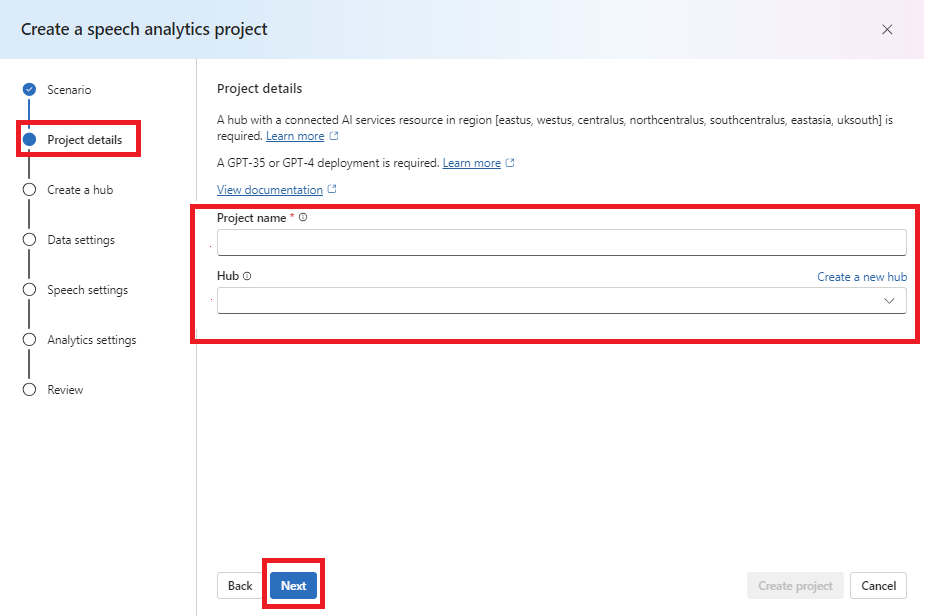 Create a speech analytics project
Scenario
Project details
Create a hub
Data settings
Speech settings
Analytics settings
Review
Project details
A hub with a connected AI services resource in region [eastus, westus, centralus, northcentralus, southcentralus, eastasia, uksouth] is
required. Learn more
A GPT-35 or GPT-4 deployment is required. Learn more
View documentation
Project name *
Hub
Create a new hub
Back
Next
Create project
Cancel